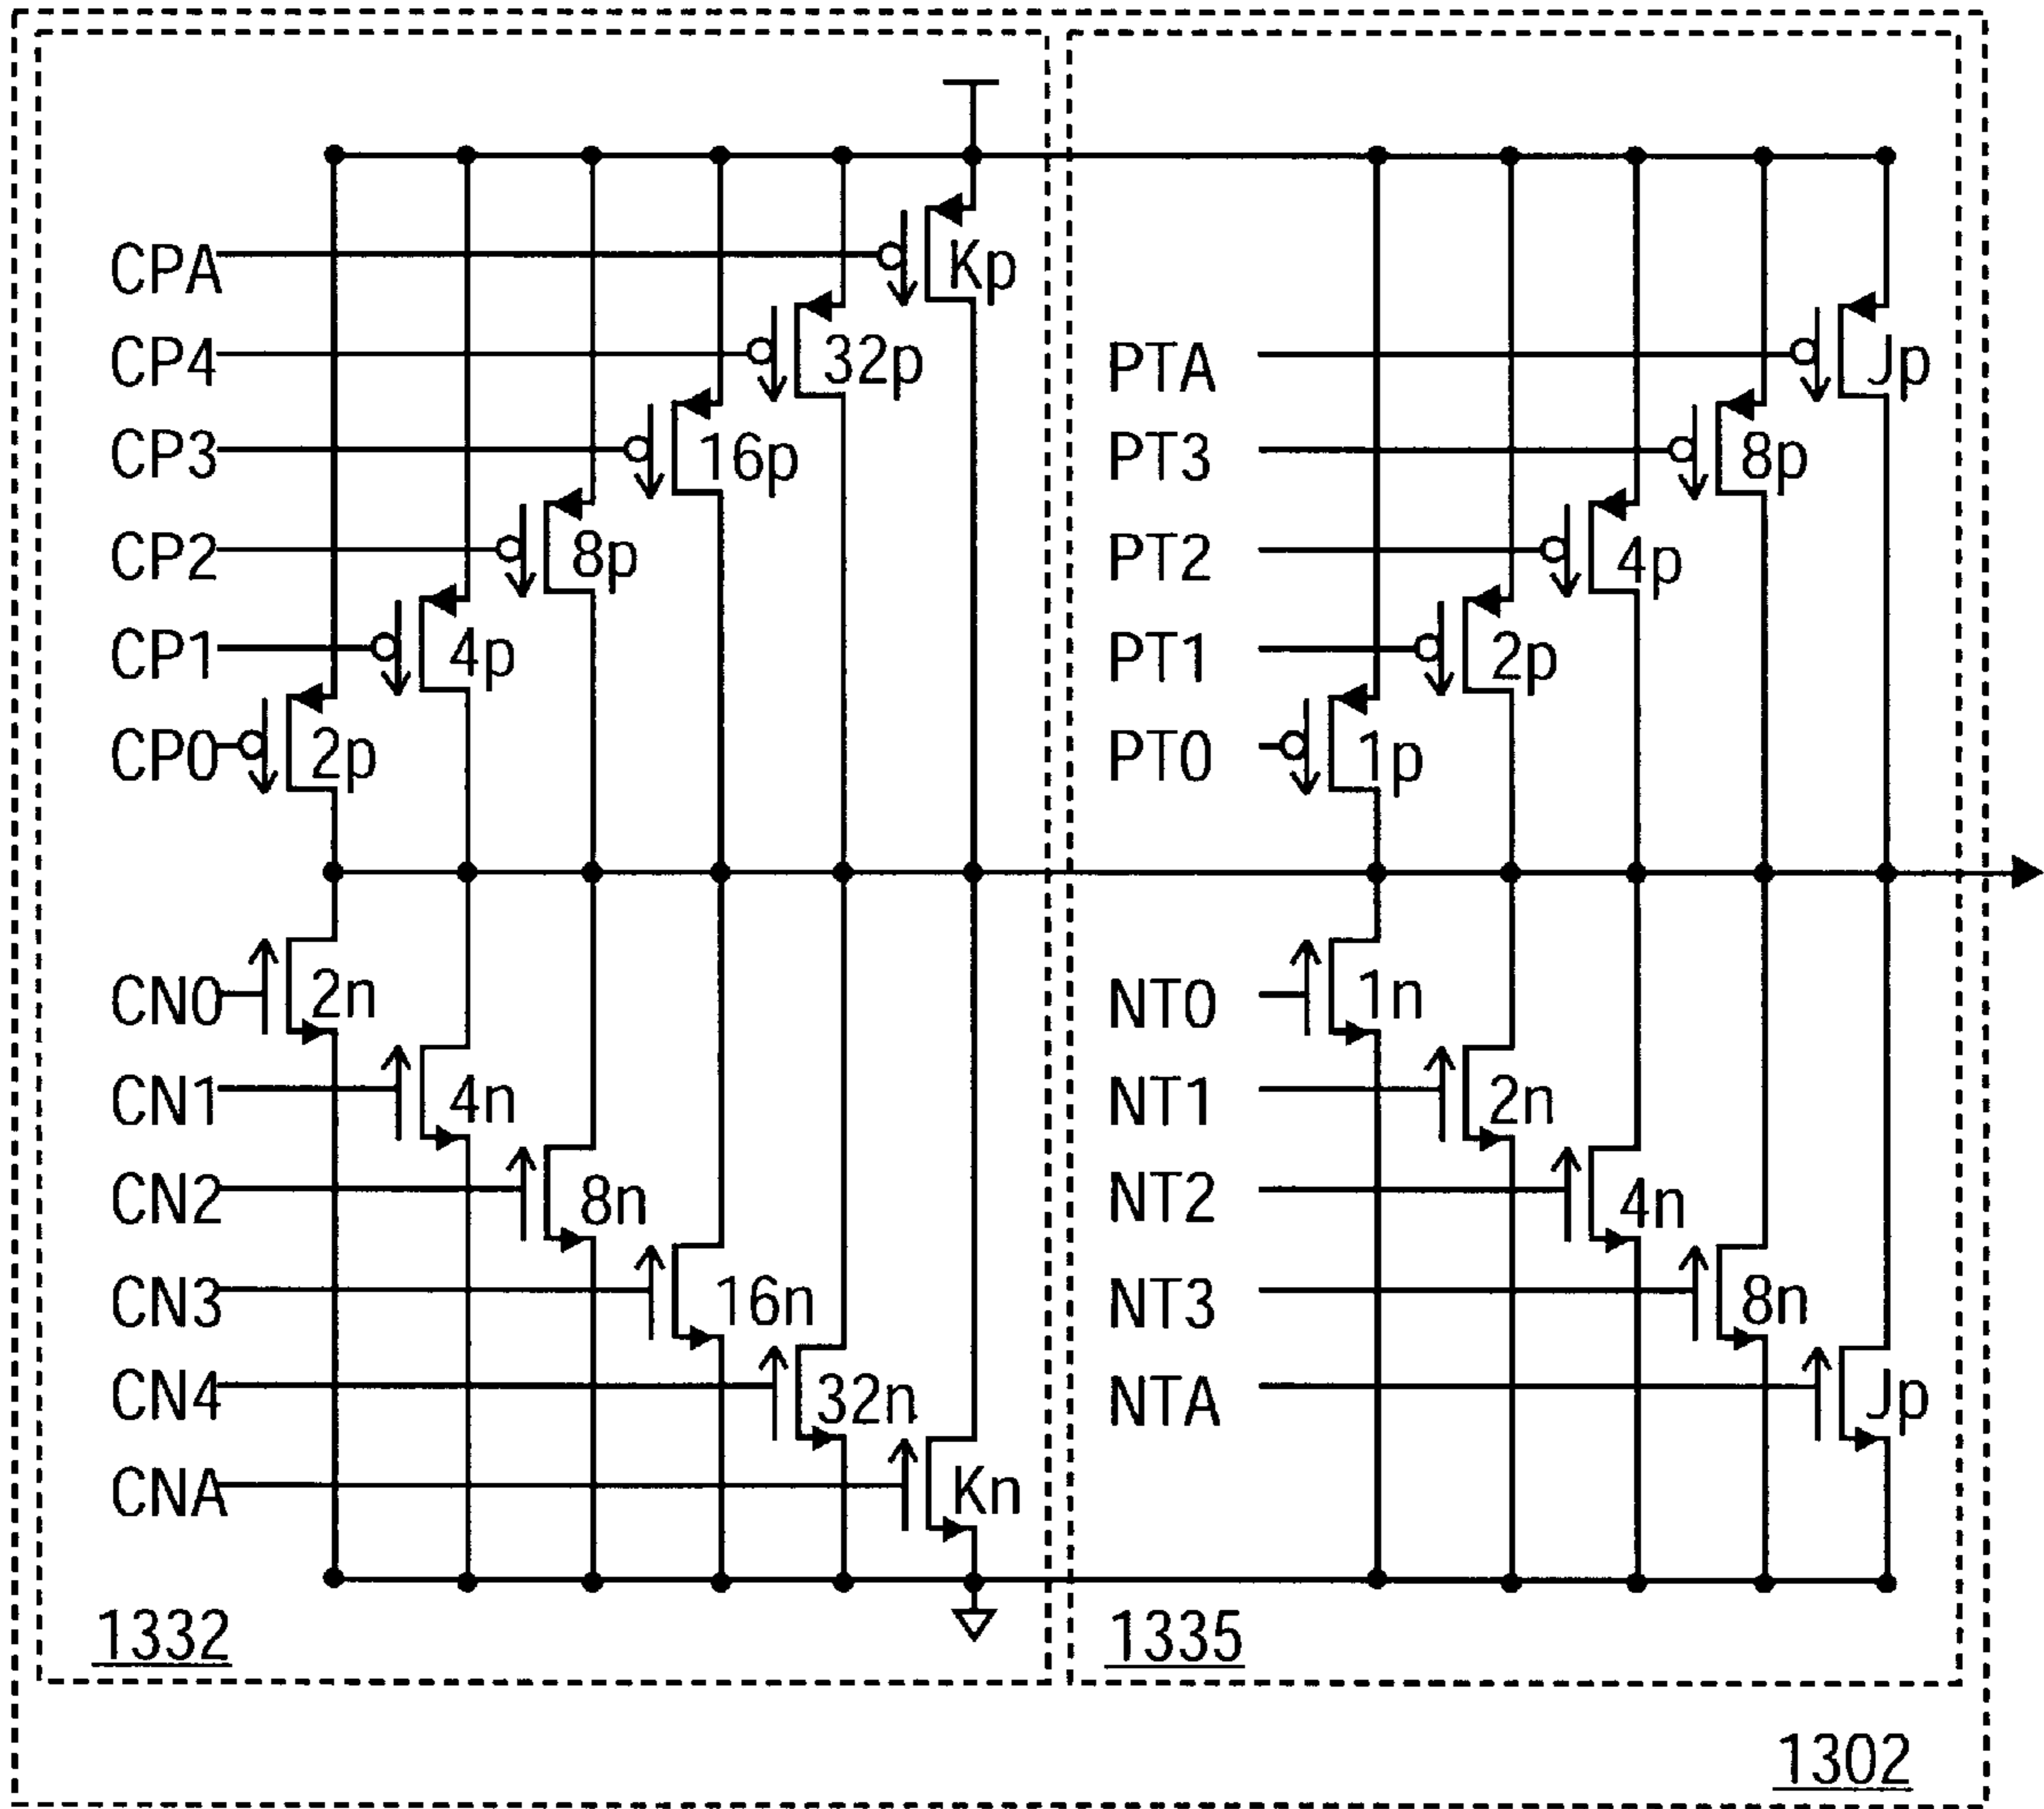 CPA
Kp
CP4
32p
CP3
16p
CP2
8p
CP1
4p
CP0
2p
CN0
2n
CN1
4n
CN2
8n
CN3
16n
CN4
32n
CNA
Kn
1332
PTA
Jp
PT3
8p
PT2
4p
PT1
2p
PT0
1p
NT0
1n
NT1
2n
NT2
4n
NT3
8n
NTA
Jp
1335
1302